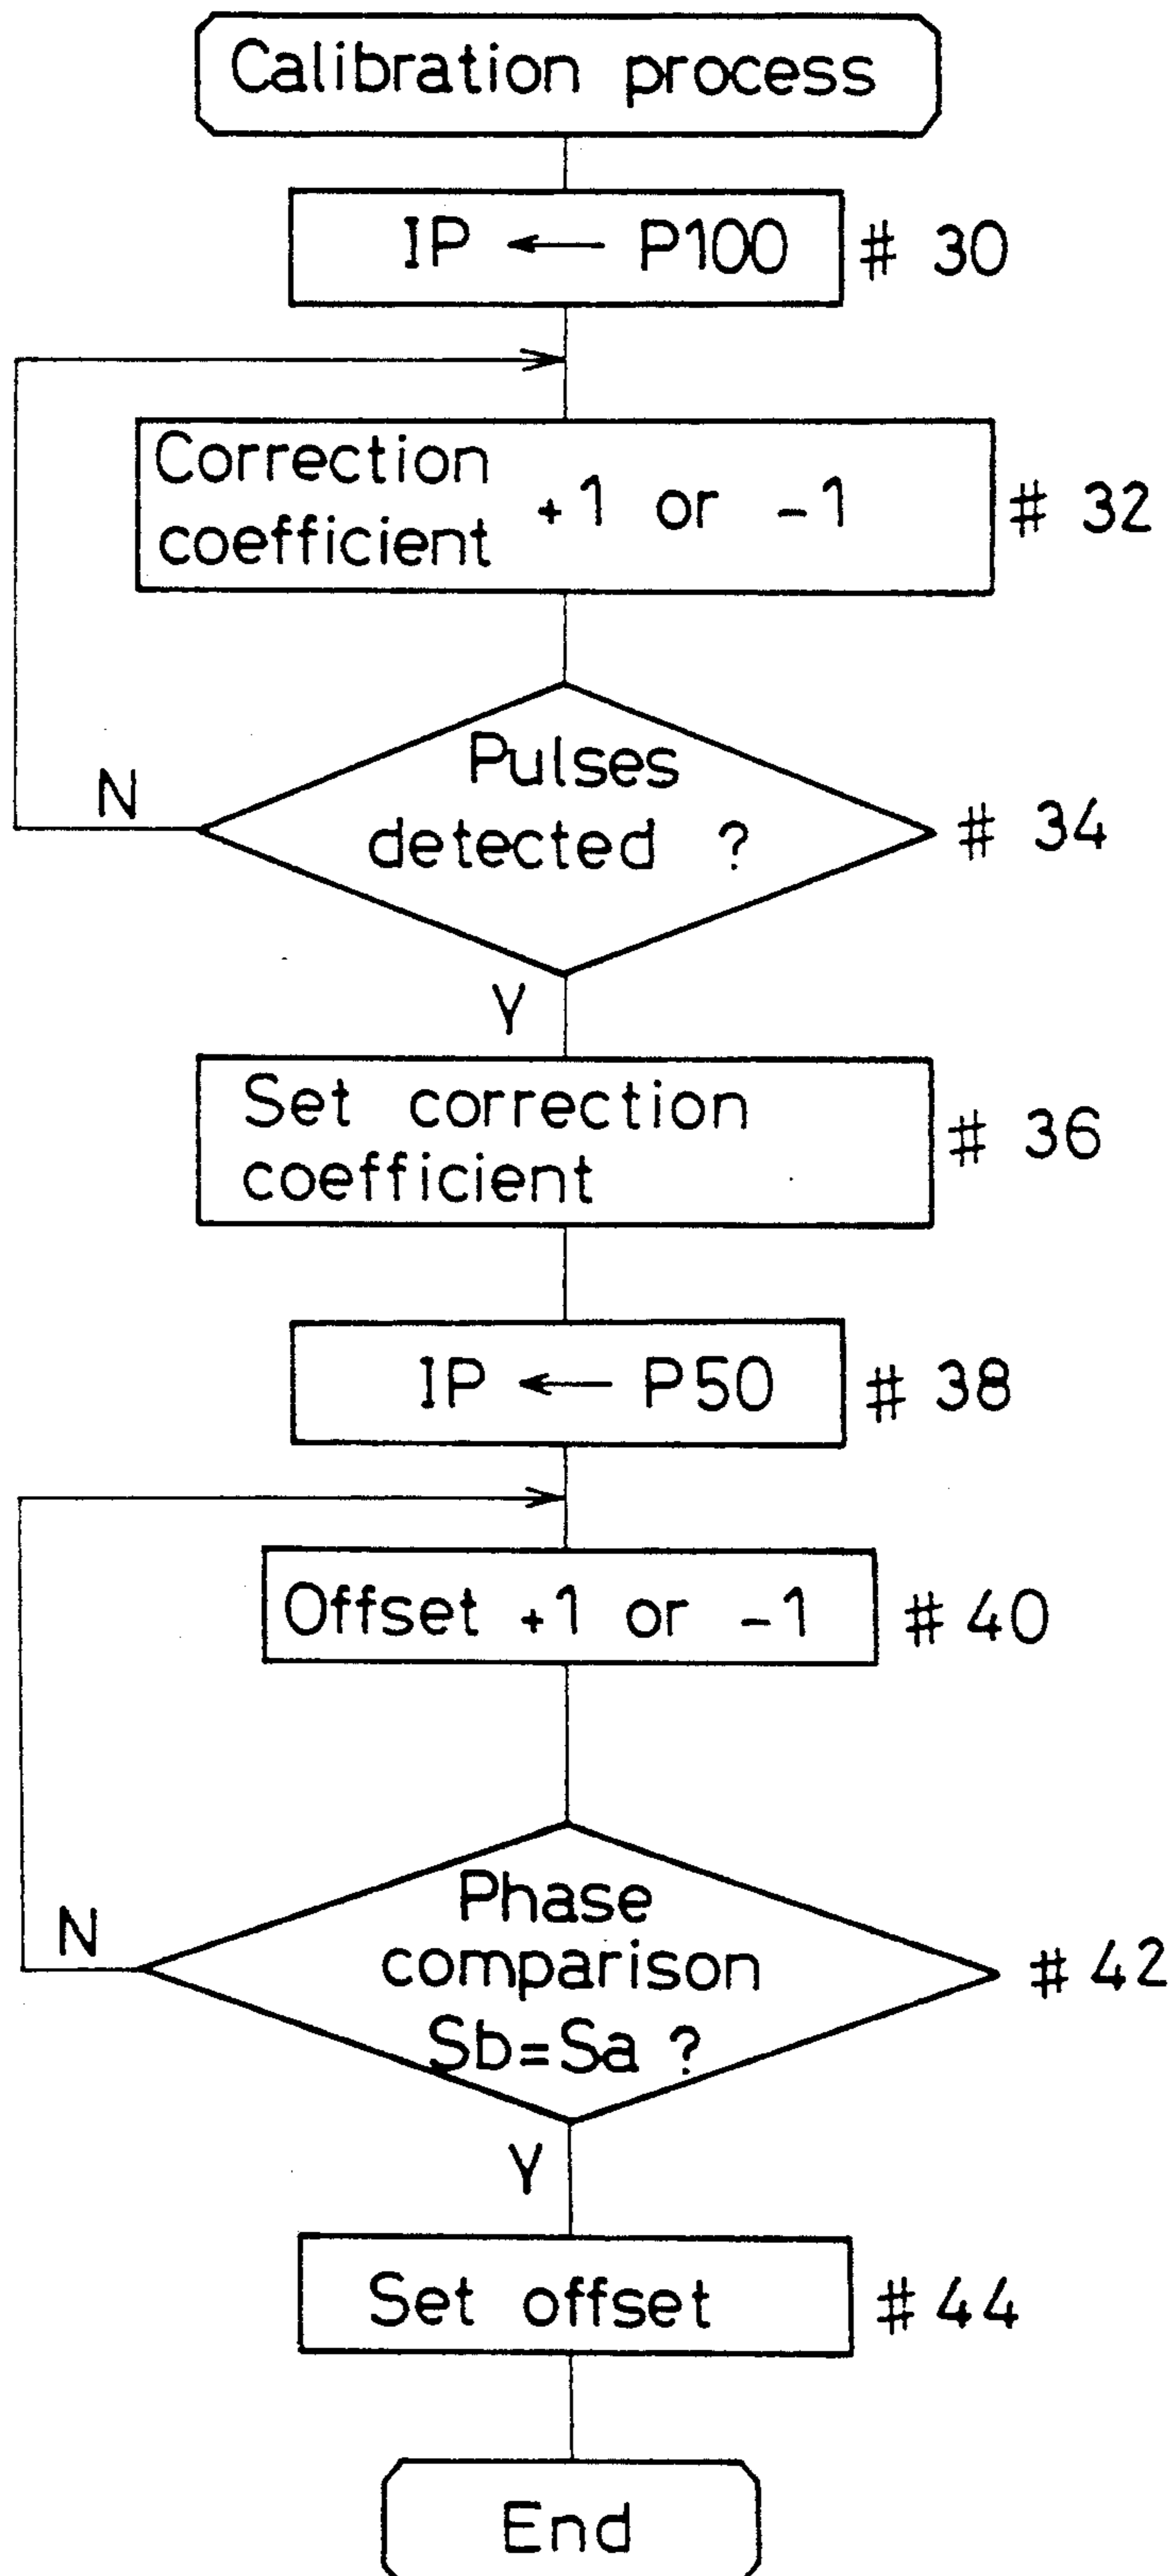 Calibration process
IP ← P100 # 30
Correction
coefficient +1 or -1 # 32
Pulses
detected ? # 34
N
Y
Set correction
coefficient # 36
IP ← P50 # 38
Offset +1 or -1 # 40
Phase
comparison
Sb=Sa ? # 42
N
Y
Set offset # 44
End